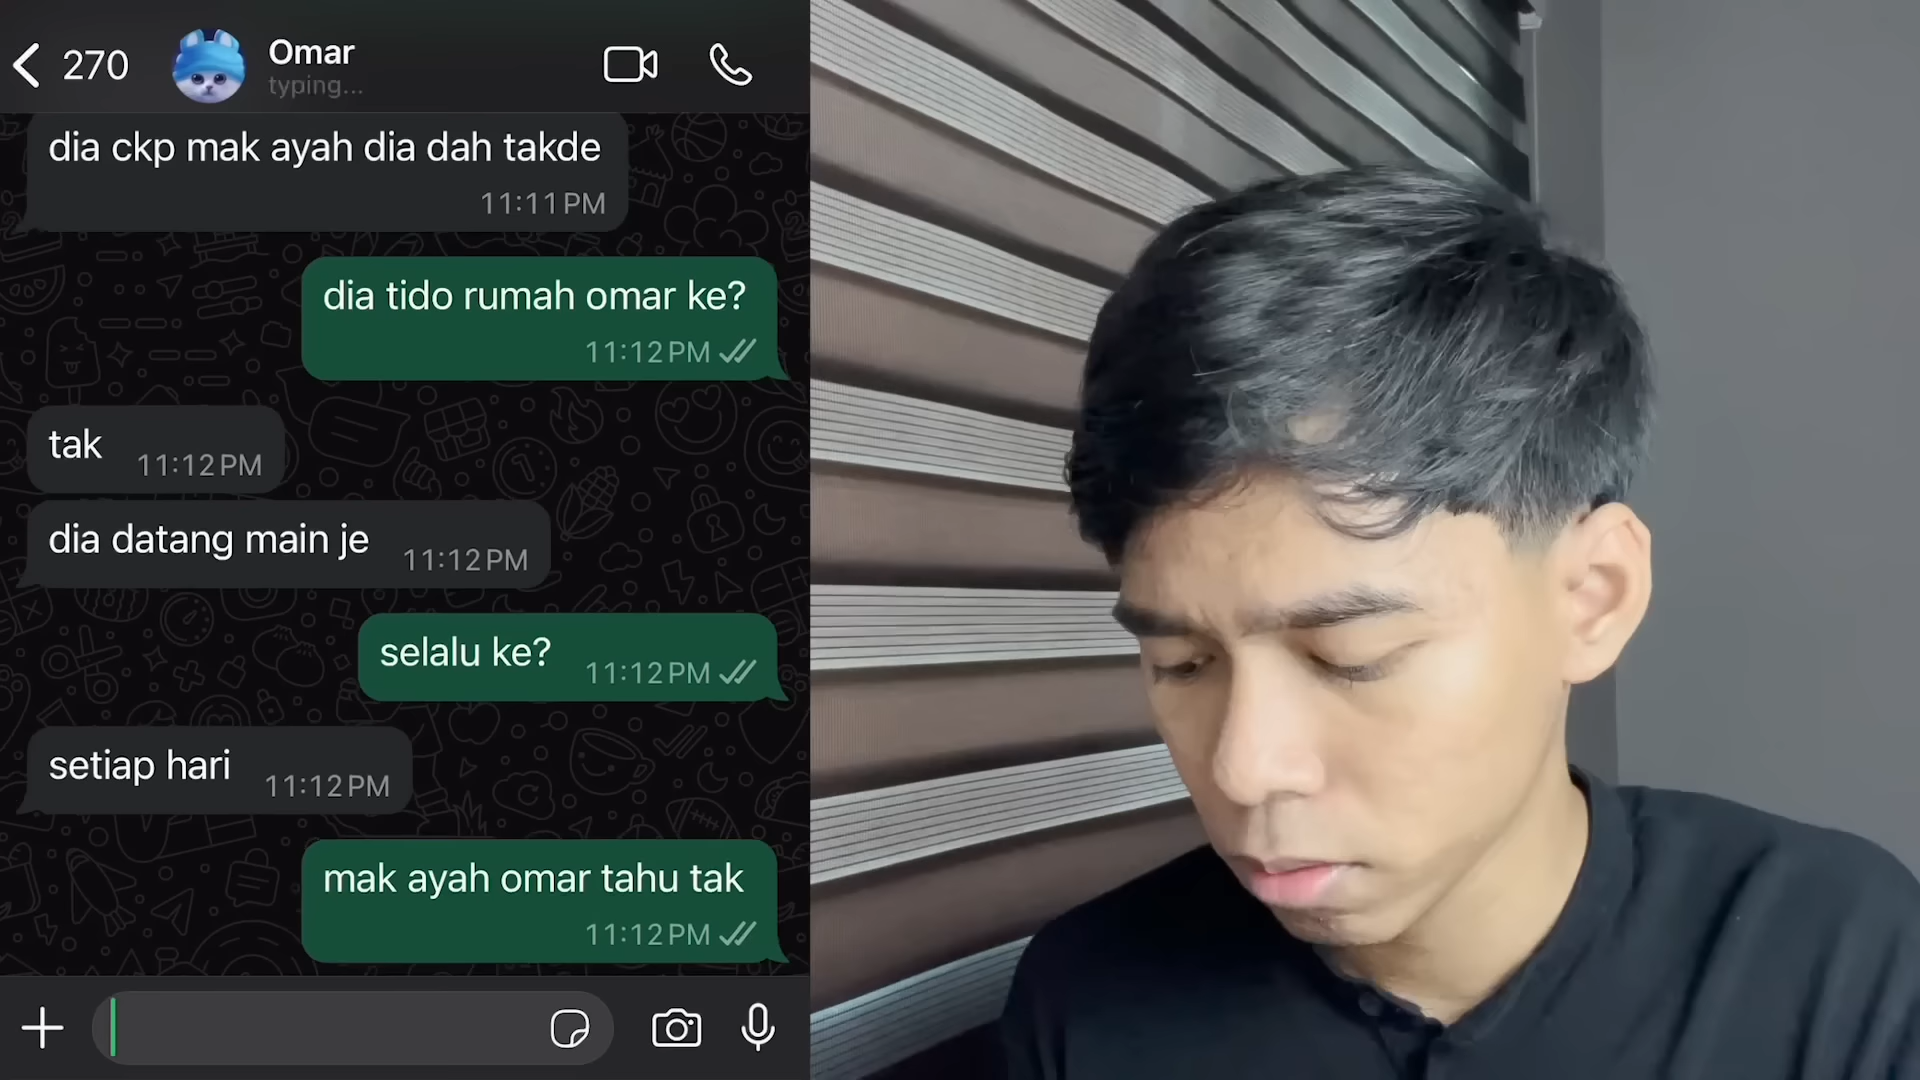 270
Omar
typing...
dia ckp mak ayah dia dah takde
11:11 PM
dia tido rumah omar ke?
11:12 PM
tak 11:12 PM
dia datang main je 11:12 PM
selalu ke? 11:12 PM
setiap hari 11:12 PM
mak ayah omar tahu tak
11:12 PM